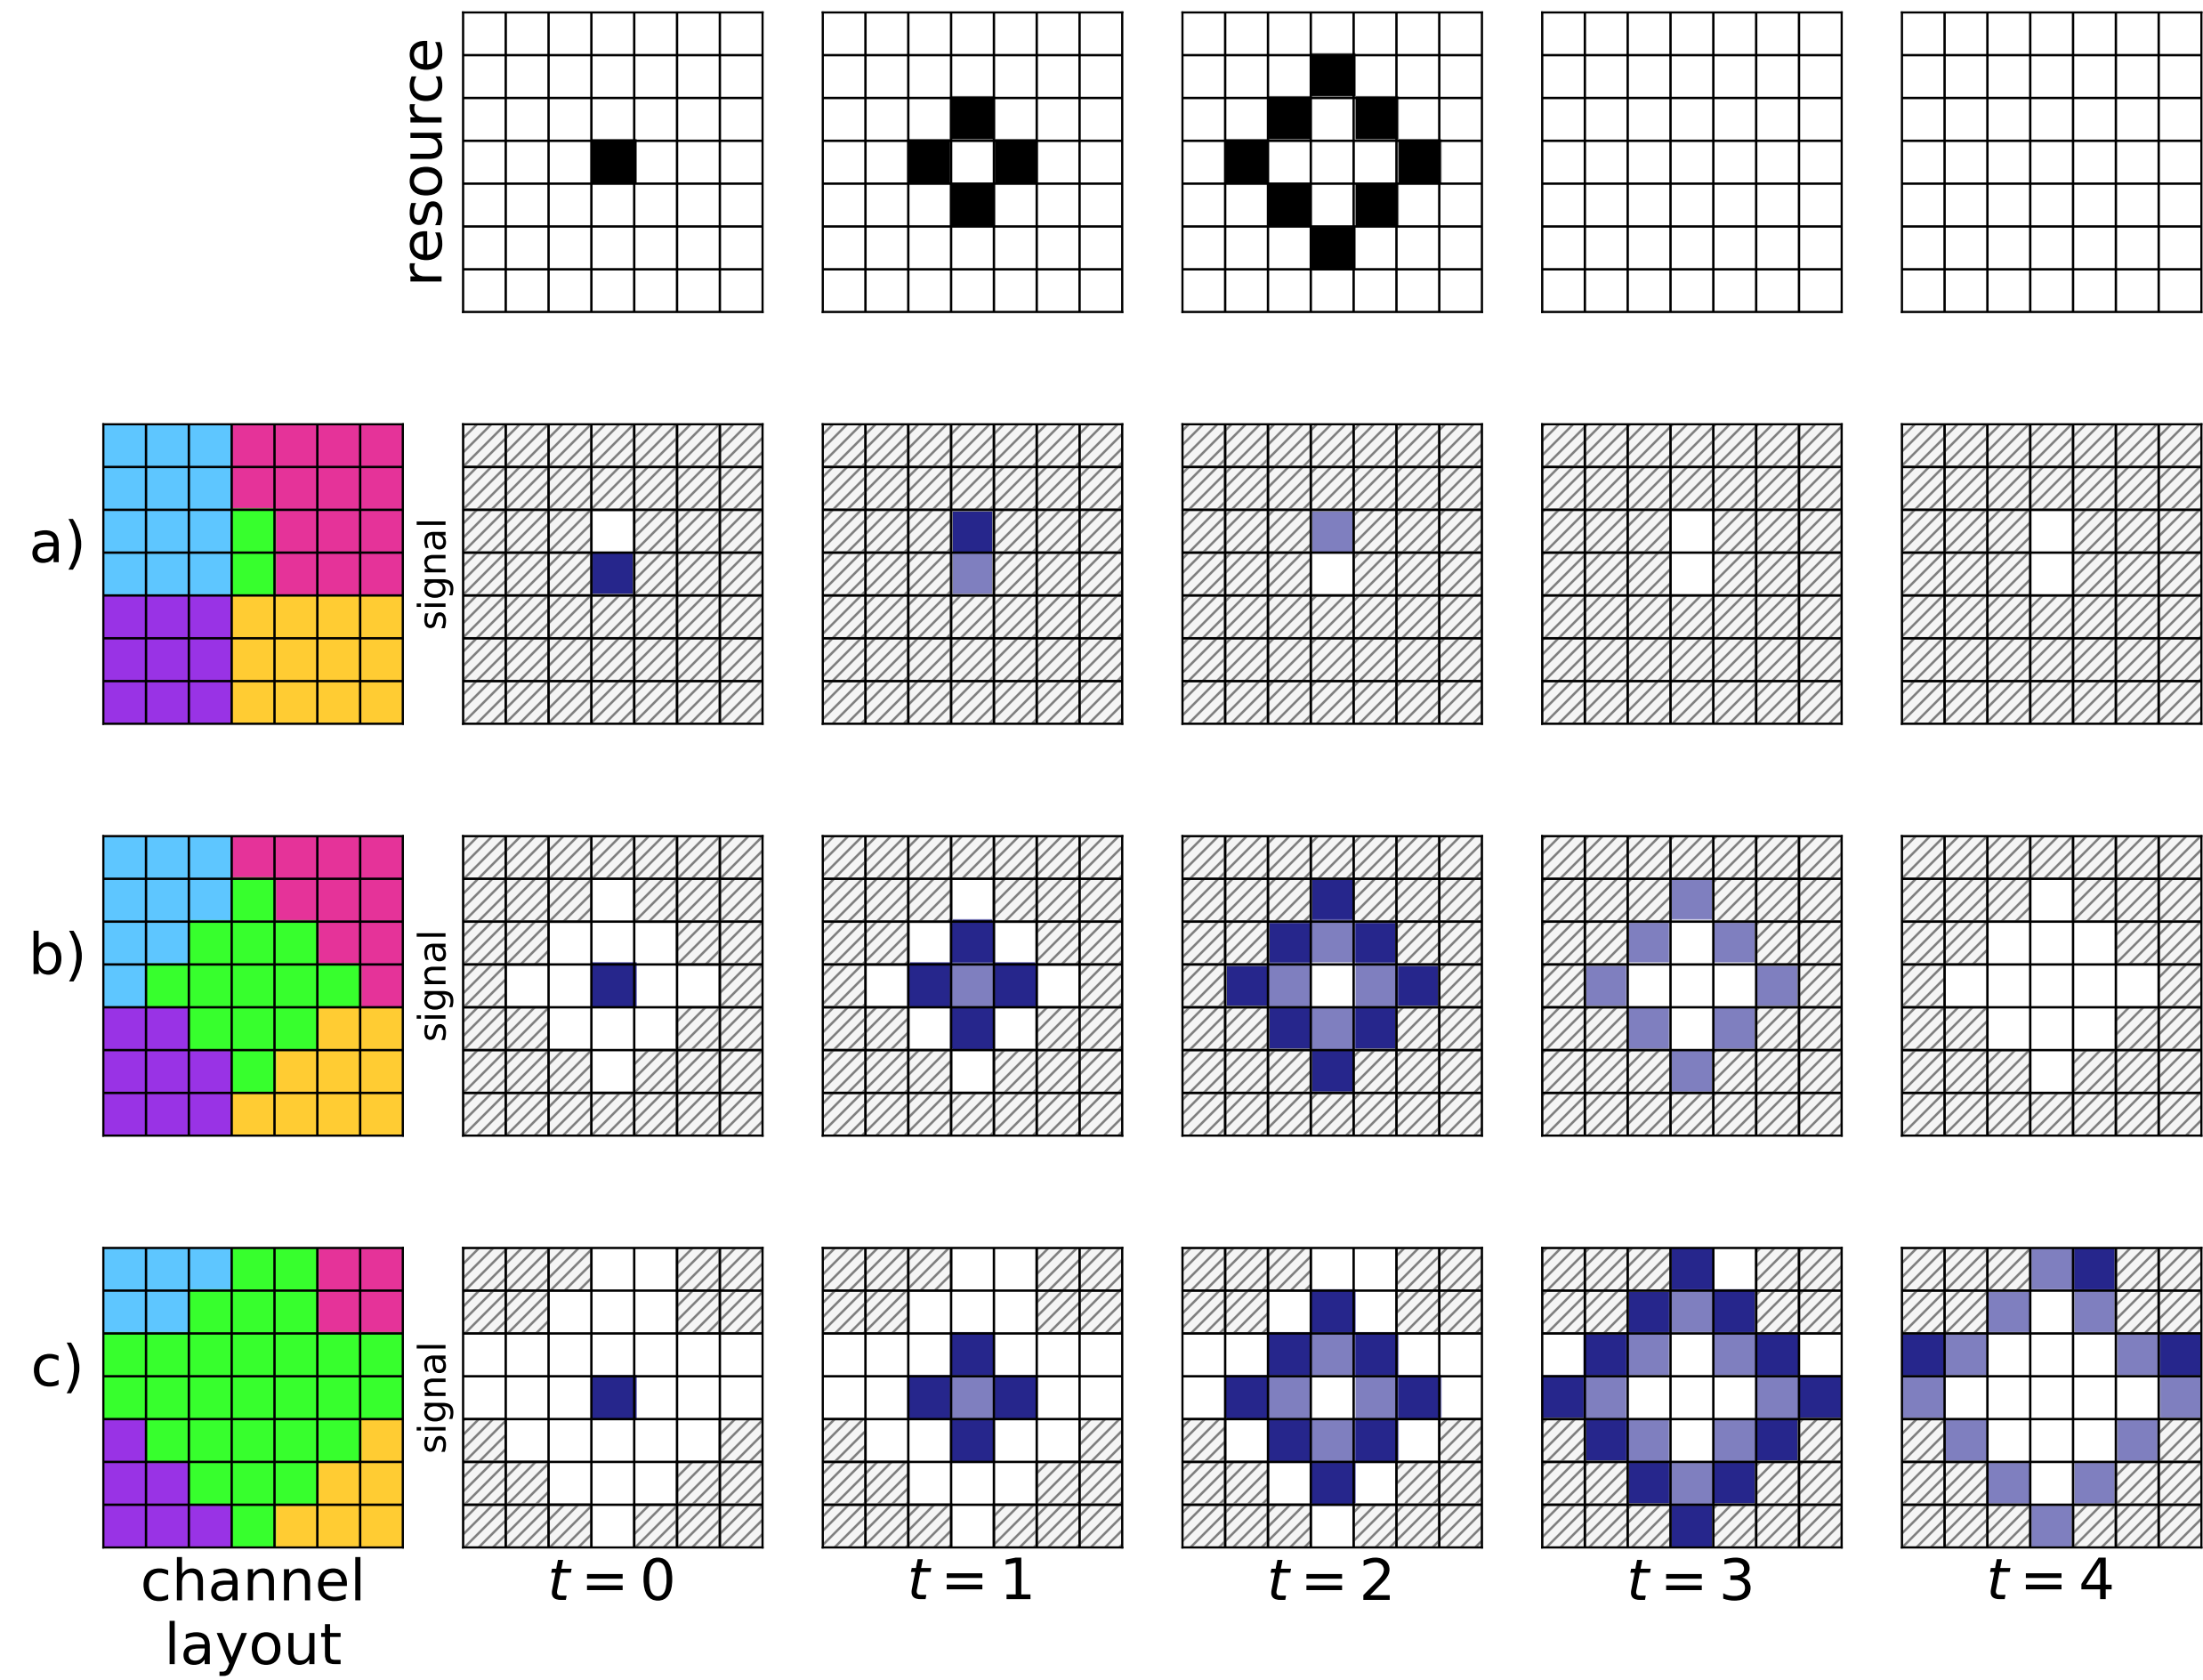 resource
a)
signal
b)
signal
c)
signal
channel
layout
t = 0
t = 1
t = 2
t = 3
t = 4